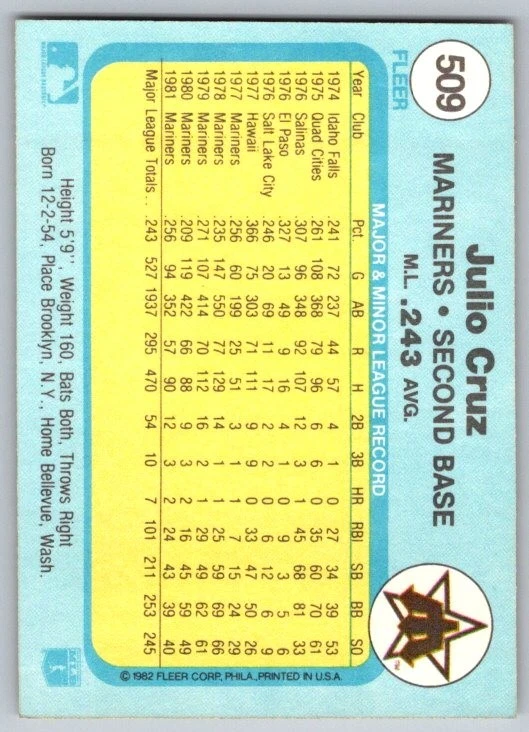 509
FLEER
Julio Cruz
MARINERS • SECOND BASE
M.L. .243 AVG.
MAJOR & MINOR LEAGUE RECORD
Year Club Pct. G AB R H 2B 3B HR RBI SB BB SO
1974 Idaho Falls .241 72 237 44 57 4 1 0 27 34 39 53
1975 Quad Cities .261 108 368 79 96 6 6 0 35 60 70 61
1976 Salinas .307 96 348 92 107 12 3 1 45 68 81 33
1976 El Paso .327 13 49 9 16 4 0 0 9 3 5 6
1976 Salt Lake City .246 20 69 11 17 2 2 0 6 12 6 6
1977 Hawaii .366 75 303 71 111 9 9 0 33 47 50 26
1977 Mariners .256 60 199 25 51 3 1 1 7 15 24 29
1978 Mariners .235 147 550 77 129 14 1 1 25 59 69 66
1979 Mariners .271 107 414 70 112 16 2 1 29 49 62 61
1980 Mariners .209 119 422 66 88 9 3 2 16 45 59 49
1981 Mariners .256 94 352 57 90 12 3 2 24 43 39 40
Major League Totals . . .243 527 1937 295 470 54 10 7 101 211 253 245
© 1982 FLEER CORP., PHILA., PRINTED IN U.S.A.
Height 5'9", Weight 160, Bats Both, Throws Right
Born 12-2-54, Place Brooklyn, N.Y., Home Bellevue, Wash.